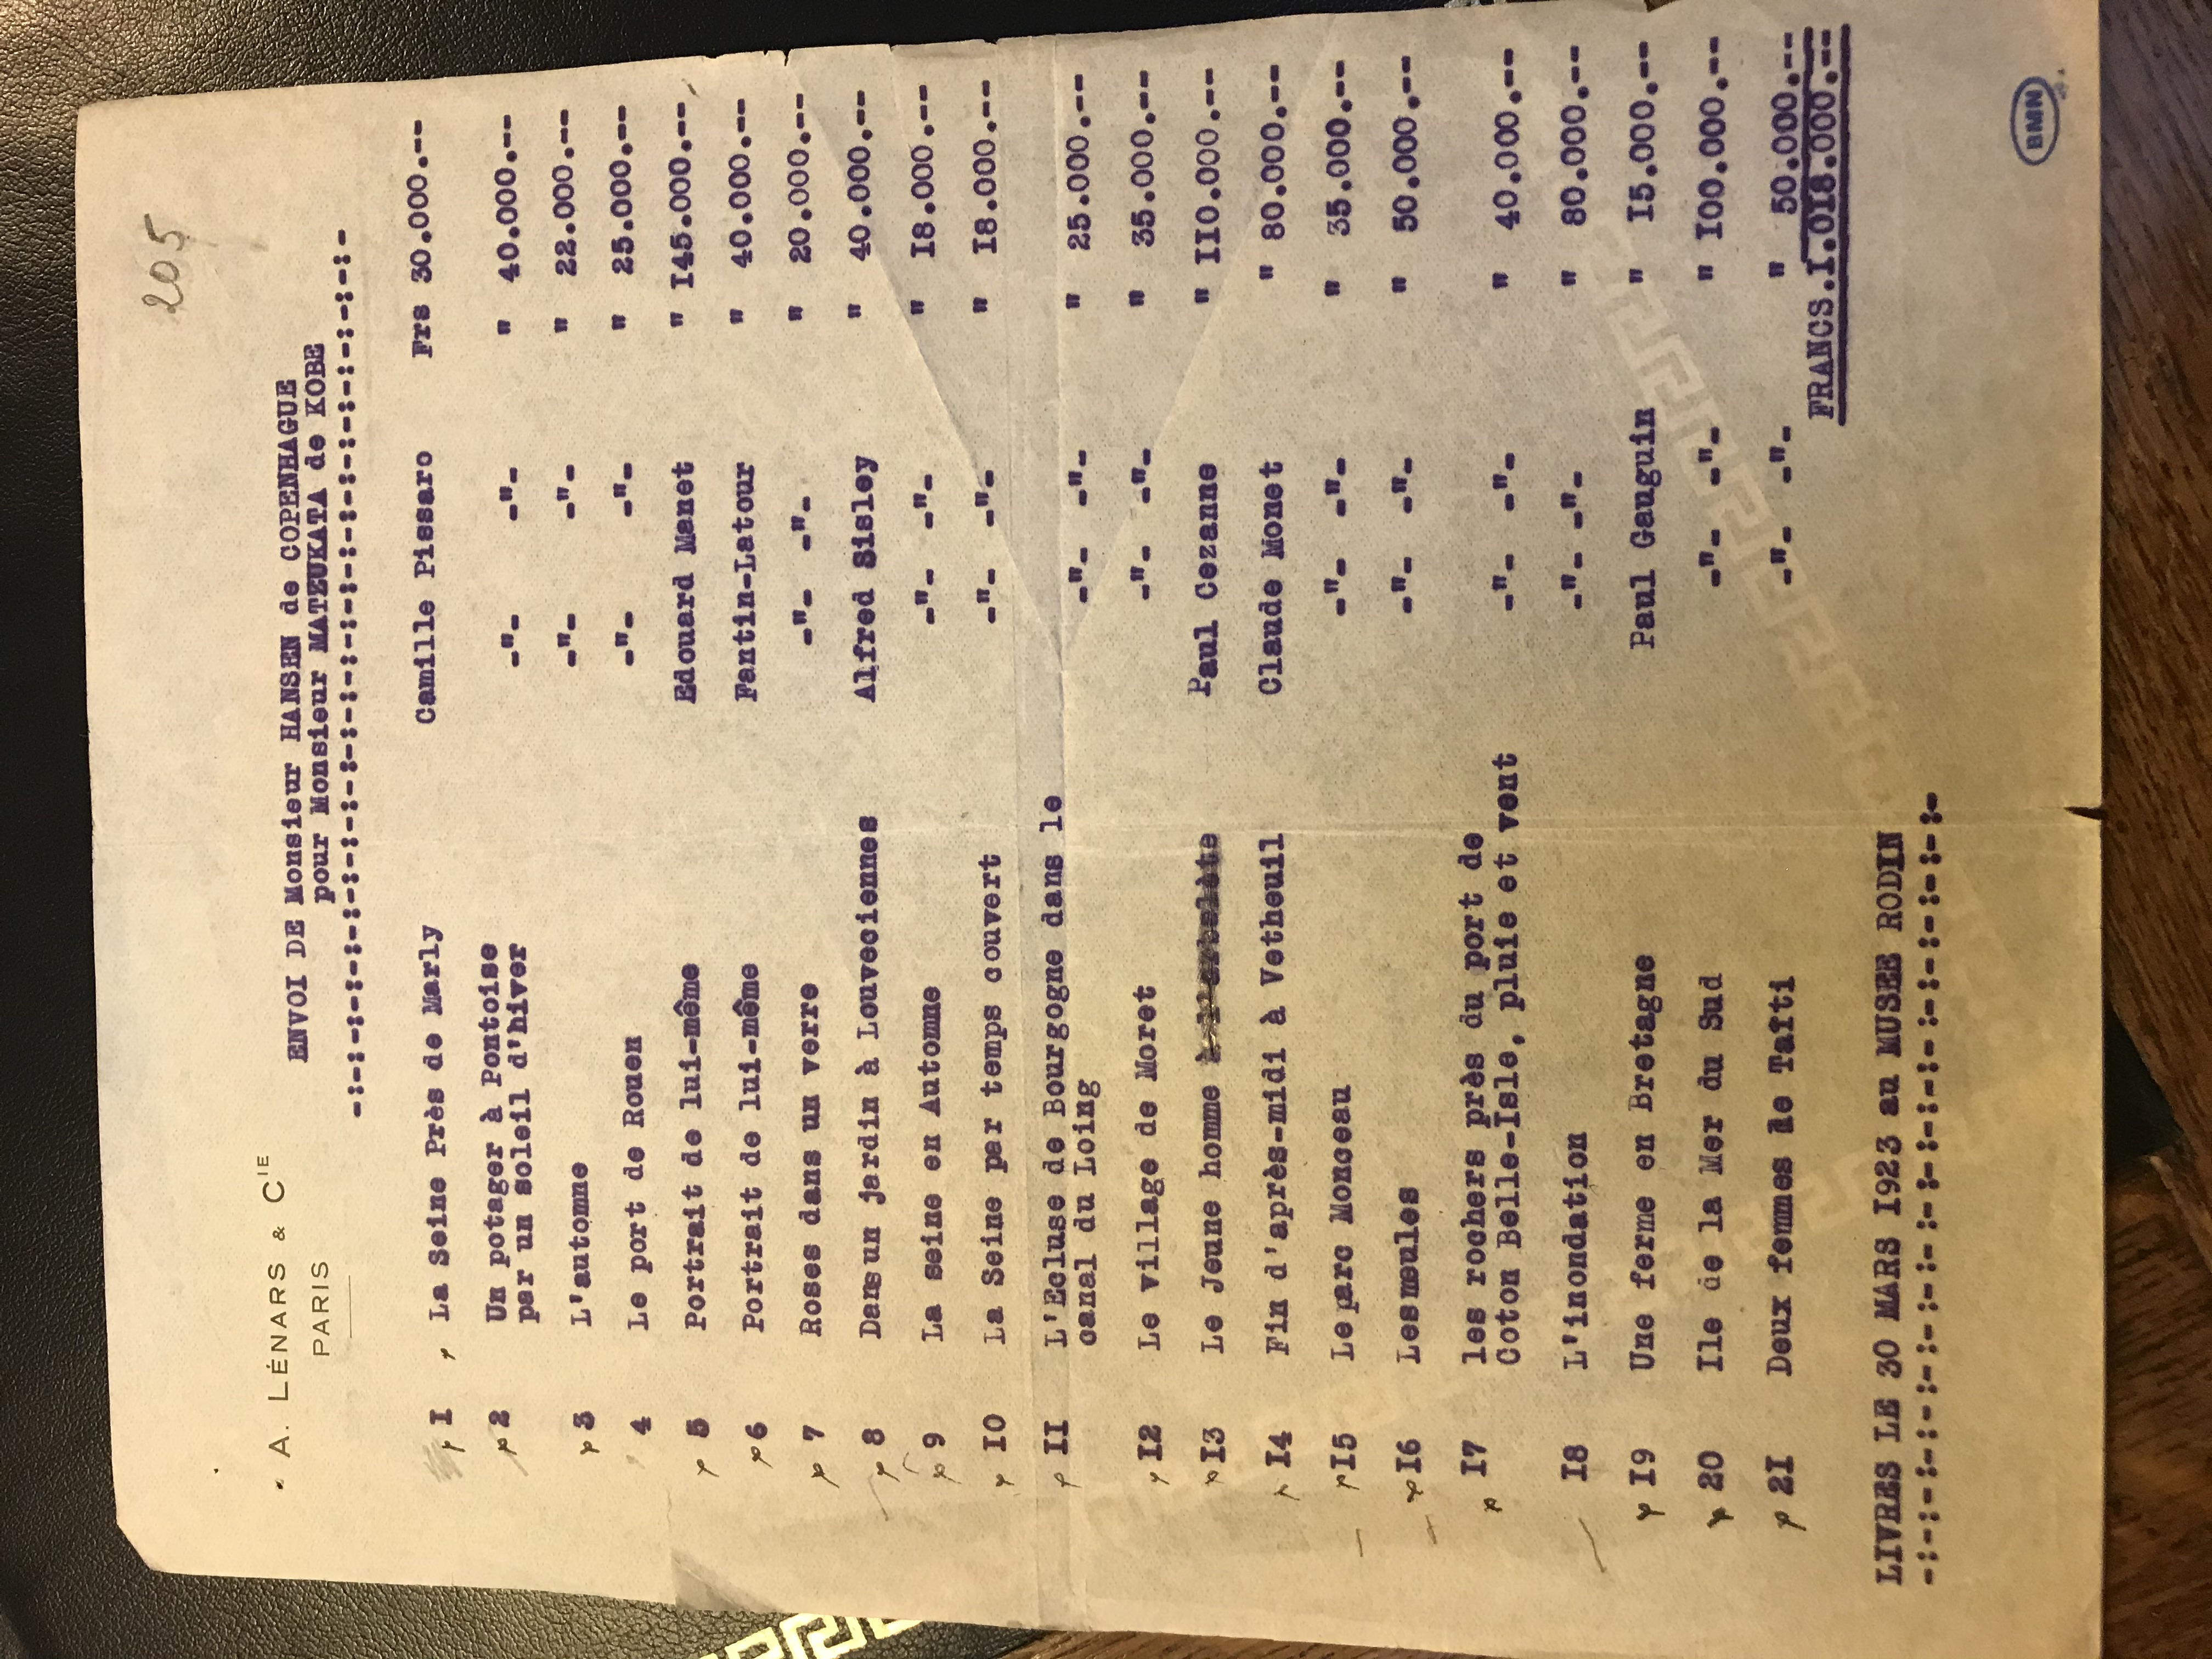 205
A. LÉNARS & CIE
PARIS
ENVOI DE Monsieur HANSEN de COPENHAGUE
pour Monsieur MATZUKATA de KOBE
-:-:-:-:-:-:-:-:-:-:-:-:-:-:-:-:-:-:-:-
I La Seine Près de Marly Camille Pissaro Frs 30.000.--
2 Un potager à Pontoise
par un soleil d'hiver -"- -"- " 40.000.--
3 L'automne -"- -"- " 22.000.--
4 Le port de Rouen -"- -"- " 25.000.--
5 Portrait de lui-même Edouard Manet " I45.000.--
6 Portrait de lui-même Fantin-Latour " 40.000.--
7 Roses dans un verre -"- -"- " 20.000.--
8 Dans un jardin à Louveciennes Alfred Sisley " 40.000.--
9 La seine en Automne -"- -"- " I8.000.--
I0 La Seine par temps couvert -"- -"- " I8.000.--
II L'Ecluse de Bourgogne dans le
canal du Loing -"- -"- " 25.000.--
I2 Le village de Moret -"- -"- " 35.000.--
I3 Le Jeune homme Paul Cezanne " II0.000.--
I4 Fin d'après-midi à Vetheuil Claude Monet " 80.000.--
I5 Le parc Monceau -"- -"- " 35.000.--
I6 Les meules -"- -"- " 50.000.--
I7 les rochers près du port de
Coton Belle-Isle, pluie et vent -"- -"- " 40.000.--
I8 L'inondation -"- -"- " 80.000.--
I9 Une ferme en Bretagne Paul Gauguin " I5.000.--
20 Ile de la Mer du Sud -"- -"- " I00.000.--
2I Deux femmes de Taïti -"- -"- " 50.000.--
FRANCS.I.0I8.000.--
LIVRES LE 30 MARS I923 au MUSEE RODIN
-:-:-:-:-:-:-:-:-:-:-:-:-:-:-:-:-:-
BMN